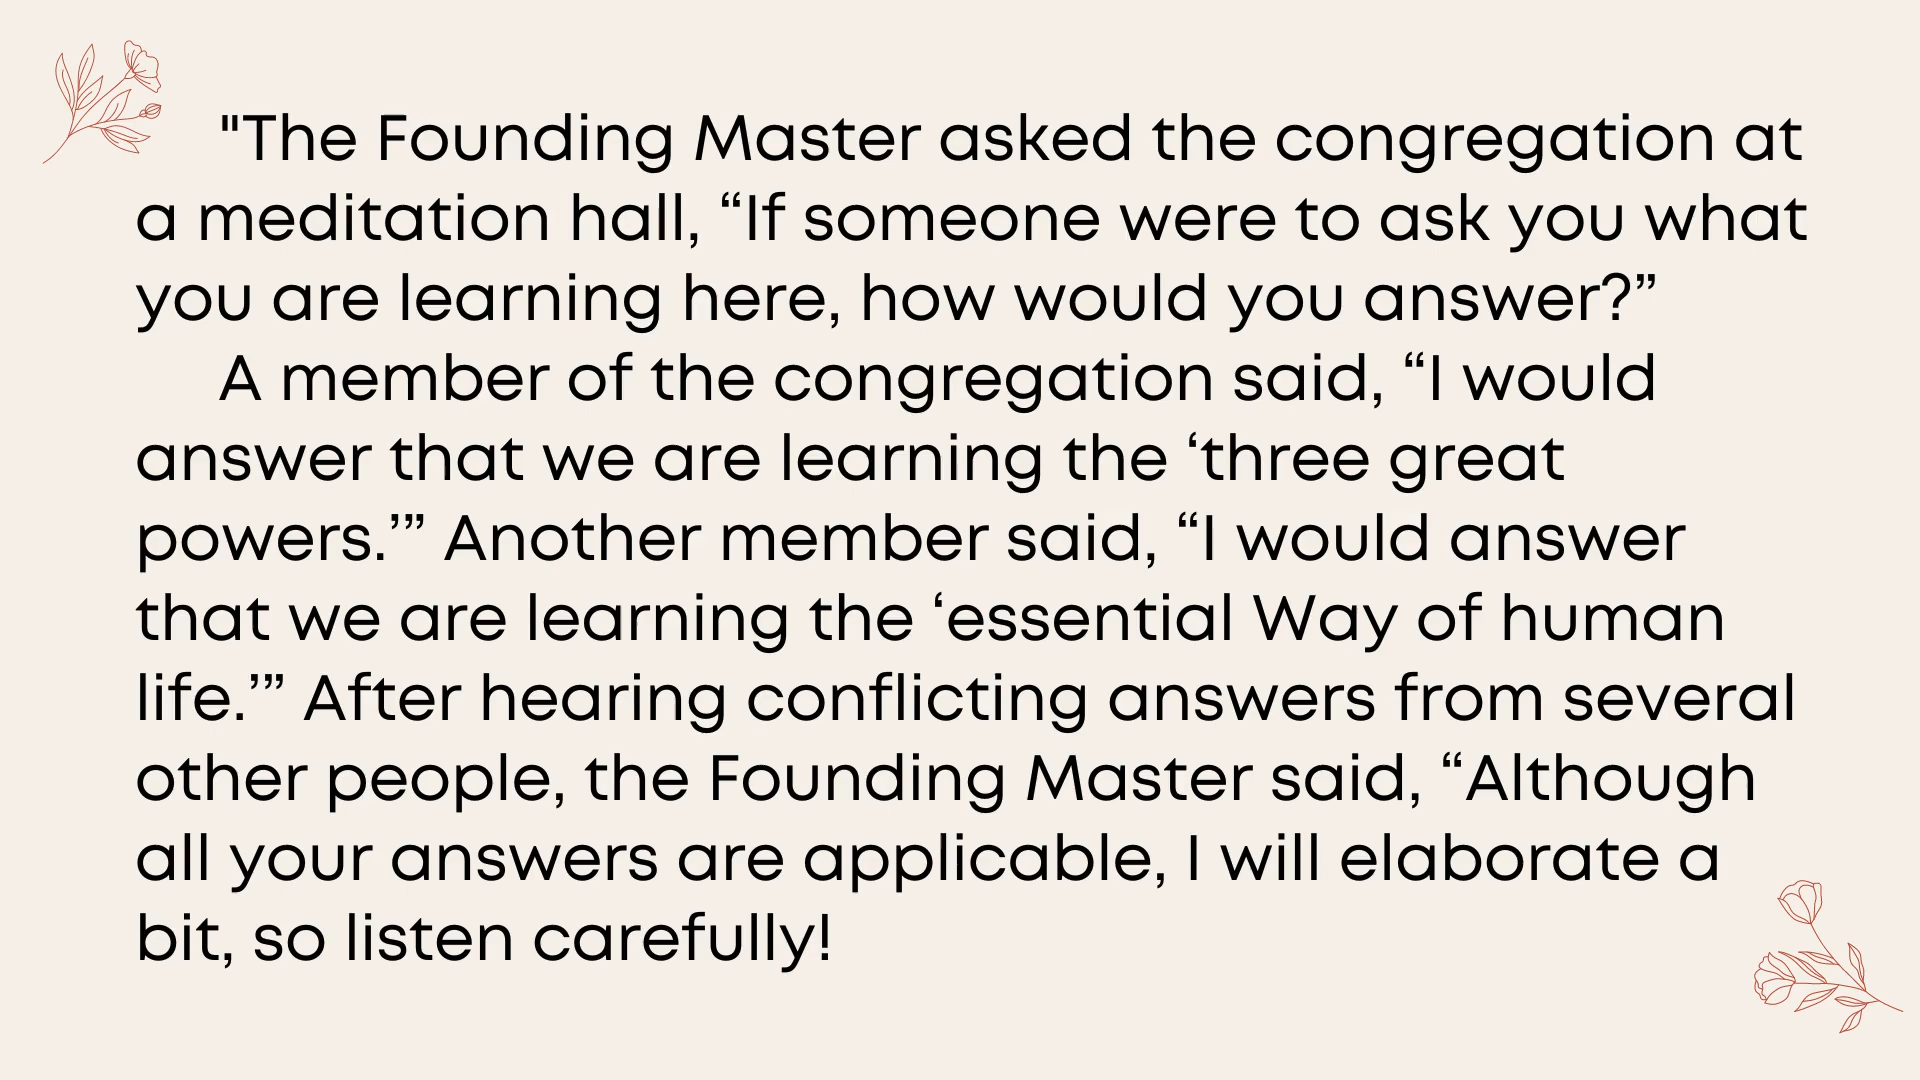 "The Founding Master asked the congregation at
a meditation hall, “If someone were to ask you what
you are learning here, how would you answer?”
A member of the congregation said, “I would
answer that we are learning the ‘three great
powers.’” Another member said, “I would answer
that we are learning the ‘essential Way of human
life.’” After hearing conflicting answers from several
other people, the Founding Master said, “Although
all your answers are applicable, I will elaborate a
bit, so listen carefully!